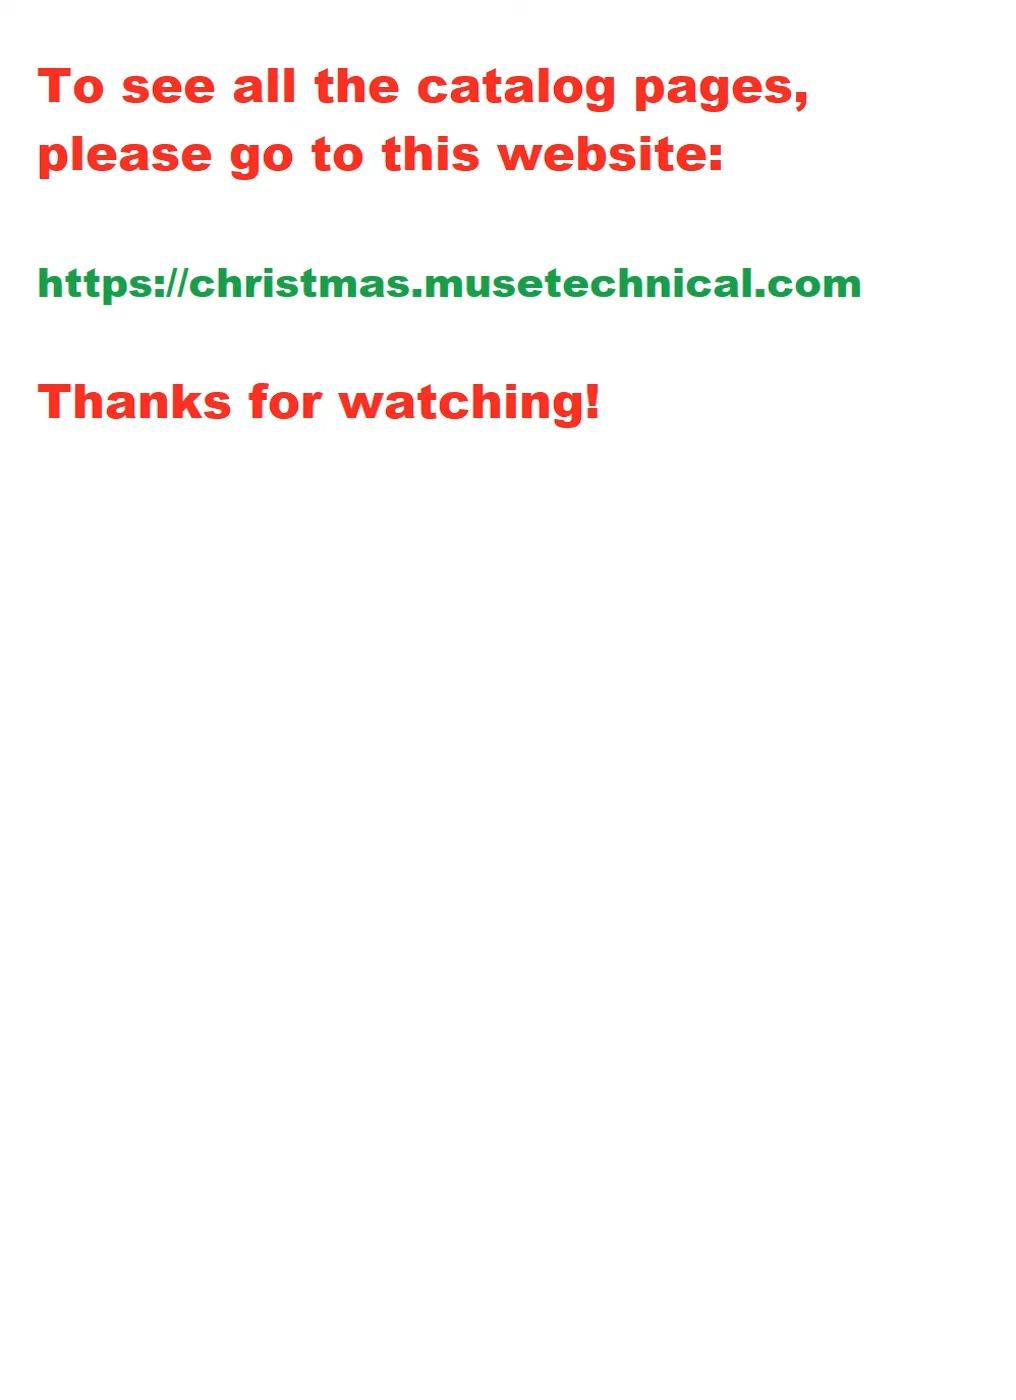 To see all the catalog pages,
please go to this website:
https://christmas.musetechnical.com
Thanks for watching!